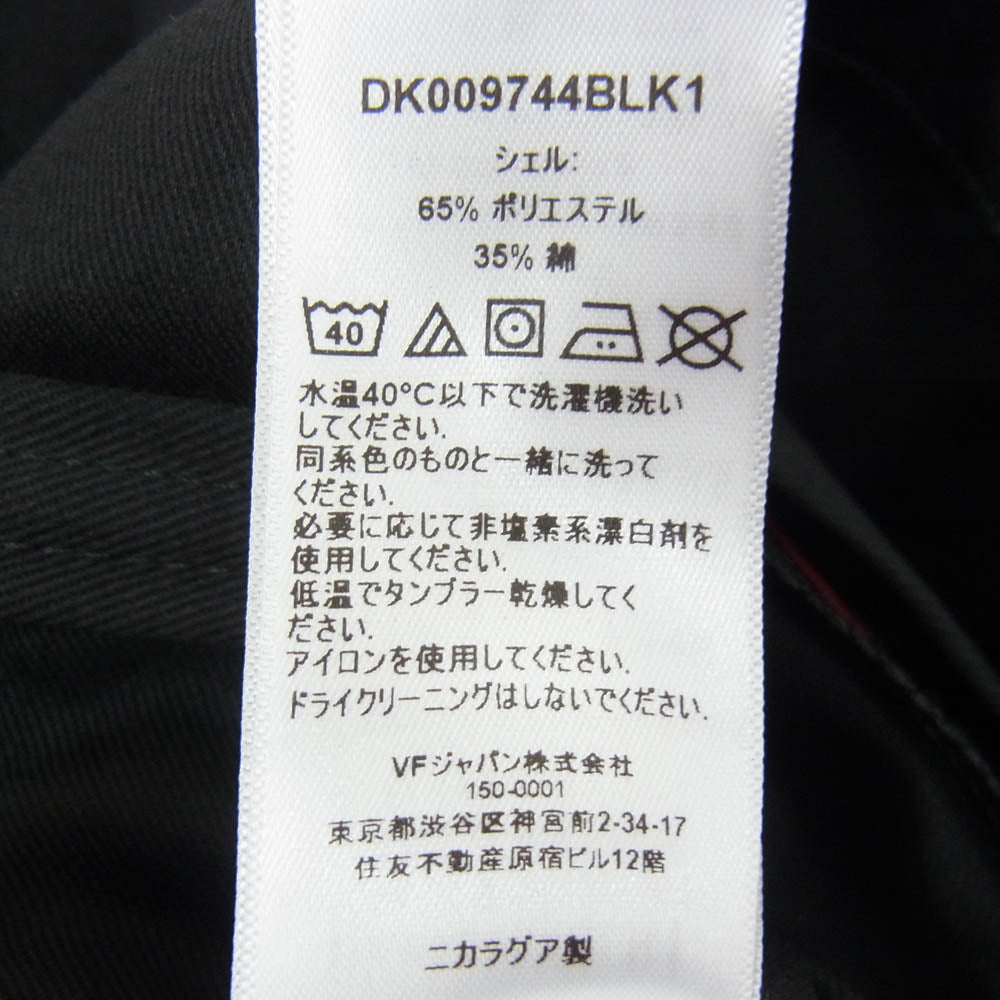 DK009744BLK1
シェル:
65% ポリエステル
35% 綿
40
水温40°C以下で洗濯機洗い
してください.
同系色のものと一緒に洗って
ください.
必要に応じて非塩素系漂白剤を
使用してください.
低温でタンブラー乾燥してく
ださい.
アイロンを使用してください.
ドライクリーニングはしないでください.
VFジャパン株式会社
150-0001
東京都渋谷区神宮前2-34-17
住友不動産原宿ビル12階
ニカラグア製